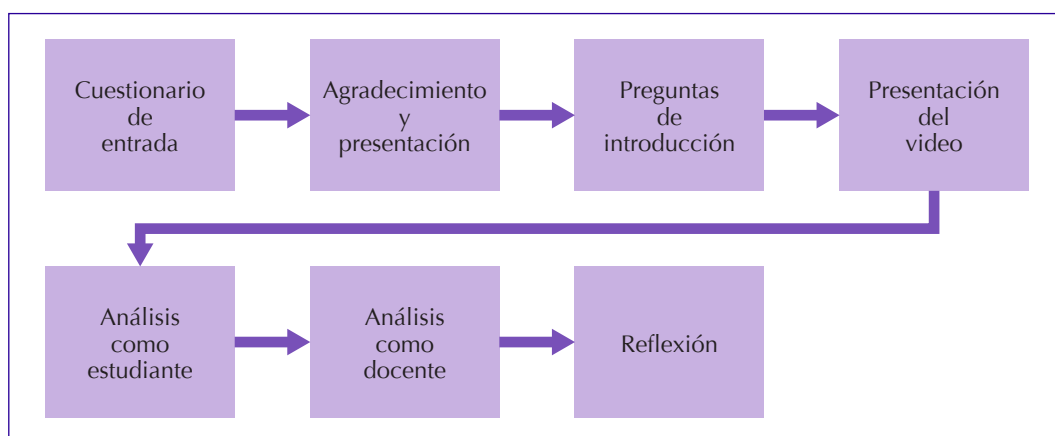 Cuestionario
de
entrada
Agradecimiento
y
presentación
Preguntas
de
introducción
Presentación
del
video
Análisis
como
estudiante
Análisis
como
docente
Reflexión